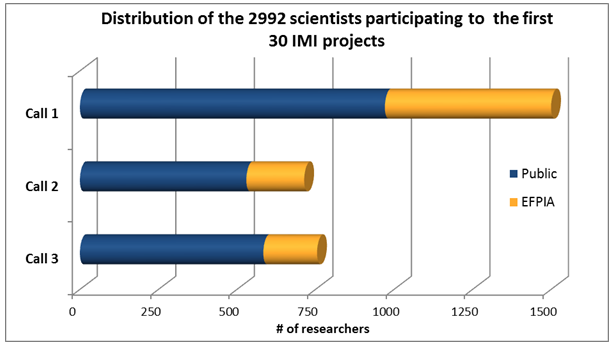 Distribution of the 2992 scientists participating to the first
30 IMI projects
Call 1
Call 2
Call 3
Public
EFPIA
0 250 500 750 1000 1250 1500
# of researchers